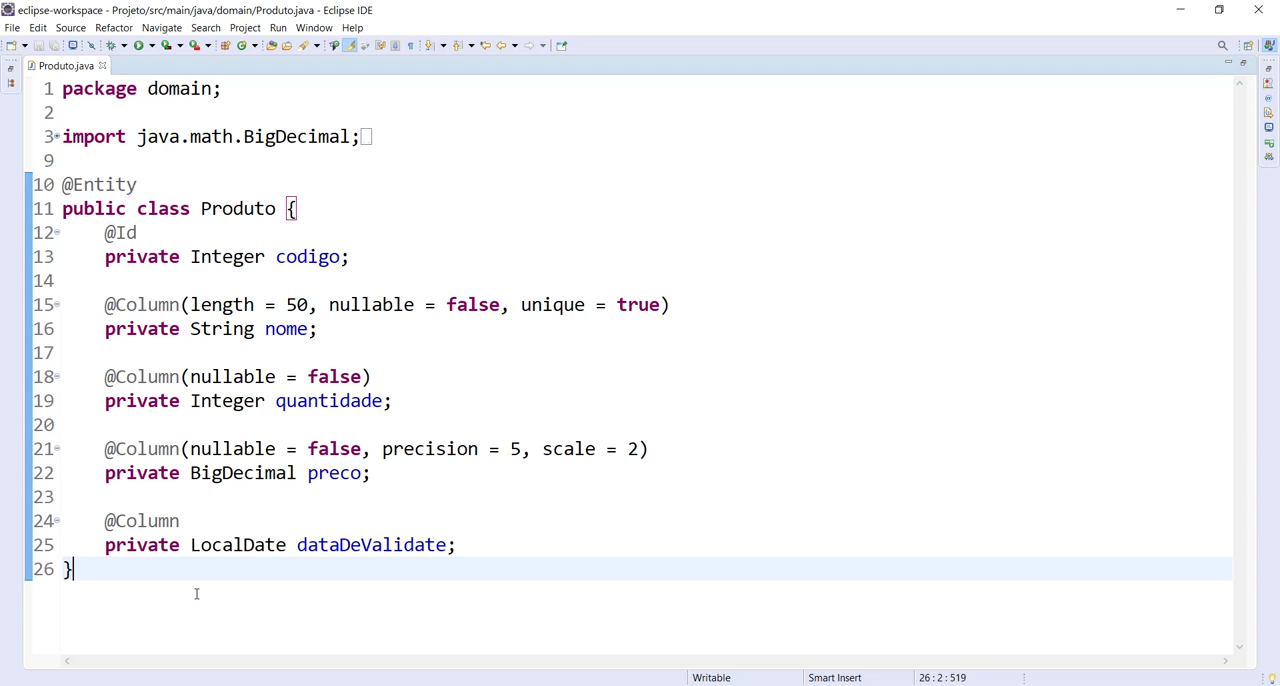 eclipse-workspace - Projeto/src/main/java/domain/Produto.java - Eclipse IDE
File Edit Source Refactor Navigate Search Project Run Window Help
Produto.java
1 package domain;
2
3 import java.math.BigDecimal;
9
10 @Entity
11 public class Produto {
12 @Id
13 private Integer codigo;
14
15 @Column(length = 50, nullable = false, unique = true)
16 private String nome;
17
18 @Column(nullable = false)
19 private Integer quantidade;
20
21 @Column(nullable = false, precision = 5, scale = 2)
22 private BigDecimal preco;
23
24 @Column
25 private LocalDate dataDeValidate;
26 }
Writable Smart Insert 26 : 2 : 519